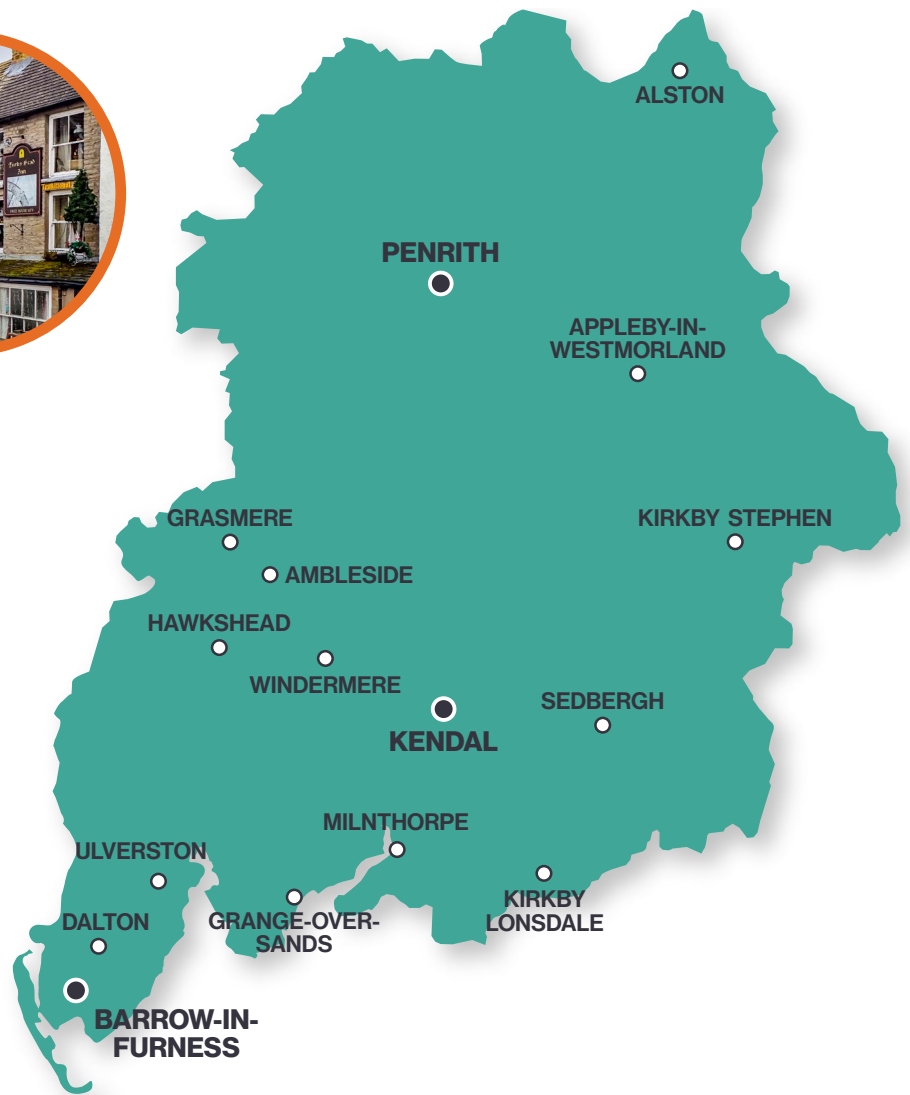 ALSTON
PENRITH
APPLEBY-IN-
WESTMORLAND
GRASMERE
KIRKBY STEPHEN
AMBLESIDE
HAWKSHEAD
WINDERMERE
SEDBERGH
KENDAL
MILNTHORPE
ULVERSTON
KIRKBY
LONSDALE
DALTON
GRANGE-OVER-
SANDS
BARROW-IN-
FURNESS